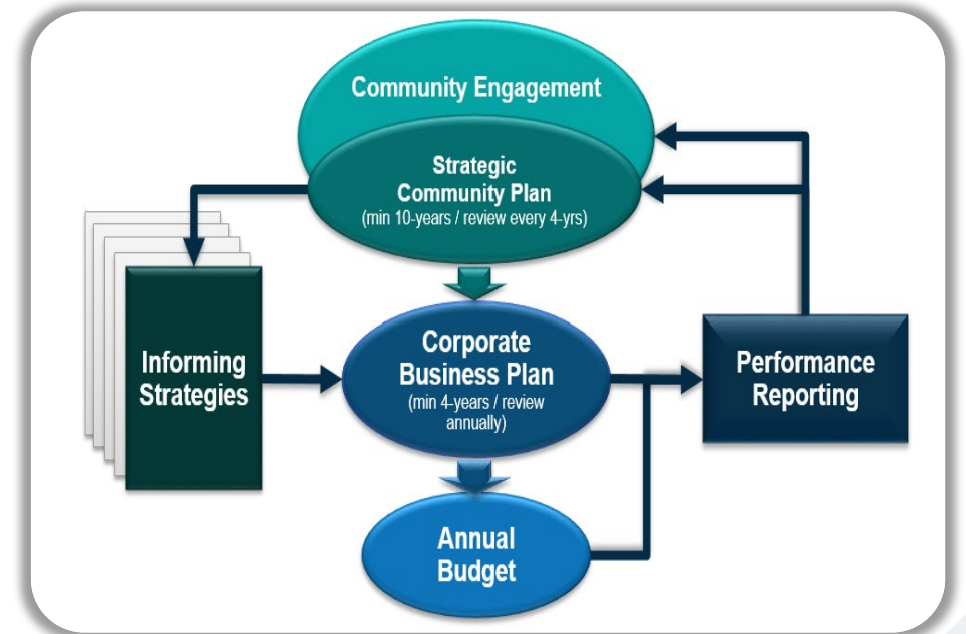 Community Engagement
Strategic
Community Plan
(min 10-years / review every 4-yrs)
Informing
Strategies
Corporate
Business Plan
(min 4-years / review
annually)
Performance
Reporting
Annual
Budget